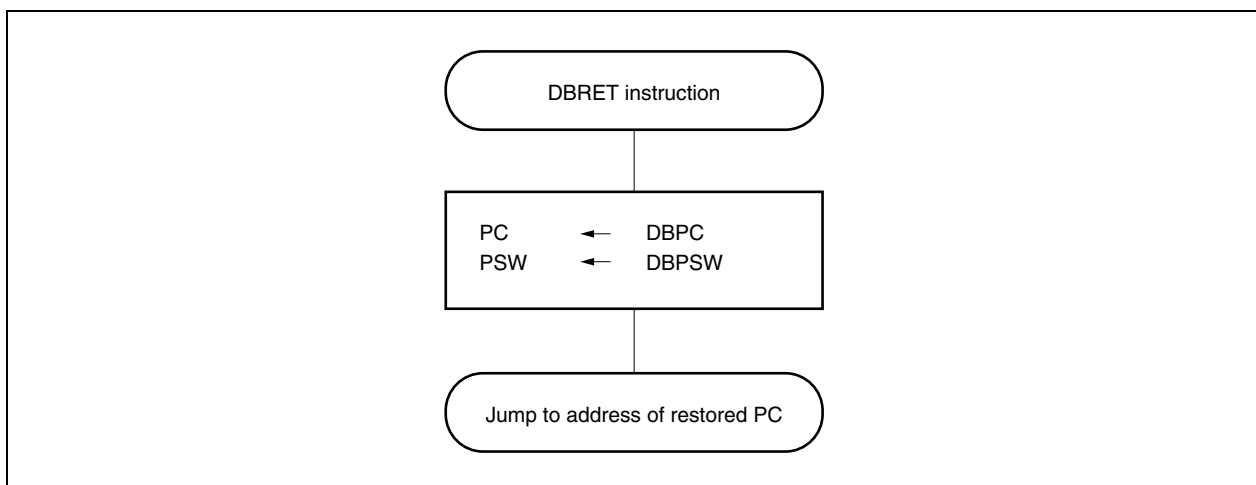 DBRET instruction
PC ← DBPC
PSW ← DBPSW
Jump to address of restored PC